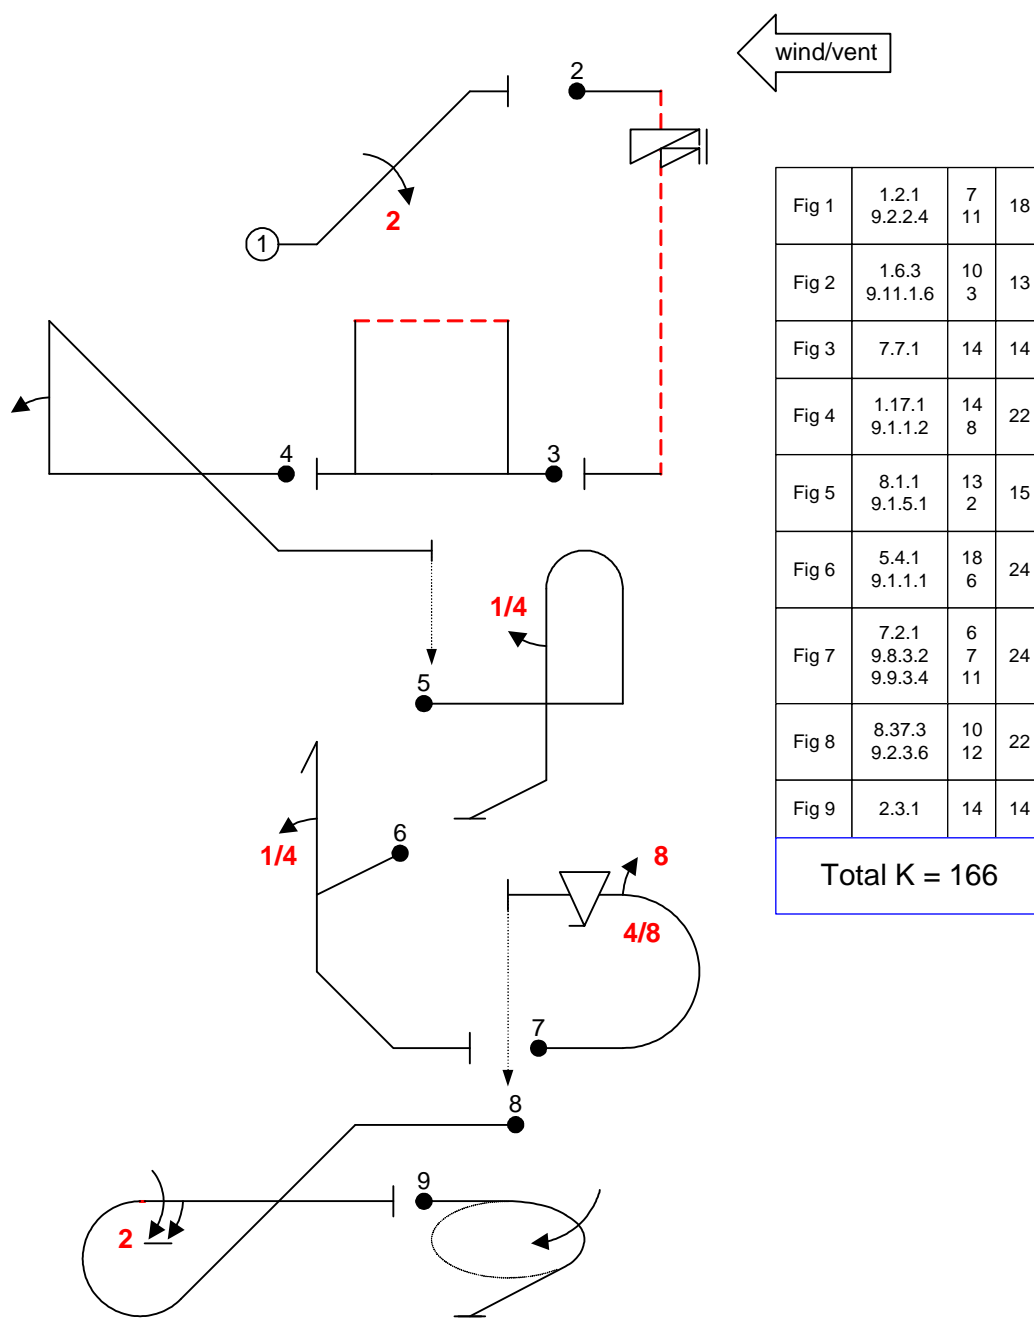 wind/vent
2
2
1
4
3
1/4
5
1/4
6
8
4/8
7
8
9
2
Fig 1 1.2.1 7 18
9.2.2.4 11
Fig 2 1.6.3 10 13
9.11.1.6 3
Fig 3 7.7.1 14 14
Fig 4 1.17.1 14 22
9.1.1.2 8
Fig 5 8.1.1 13 15
9.1.5.1 2
Fig 6 5.4.1 18 24
9.1.1.1 6
7.2.1 6
Fig 7 9.8.3.2 7 24
9.9.3.4 11
Fig 8 8.37.3 10 22
9.2.3.6 12
Fig 9 2.3.1 14 14
Total K = 166